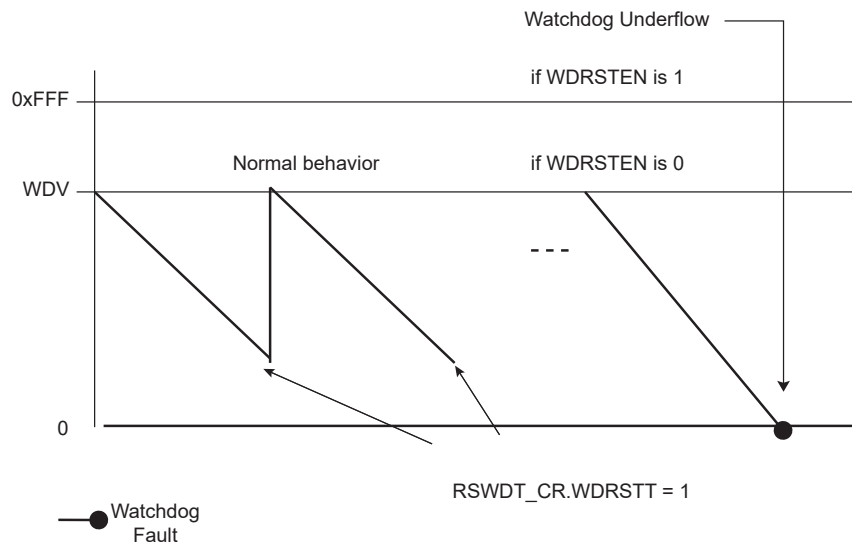 Watchdog Underflow
if WDRSTEN is 1
0xFFF
Normal behavior
if WDRSTEN is 0
WDV
0
RSWDT_CR.WDRSTT = 1
Watchdog
Fault